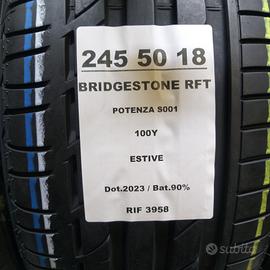 245 50 18
BRIDGESTONE RFT
POTENZA S001
100Y
ESTIVE
Dot.2023 / Bat.90%
RIF 3958
subito